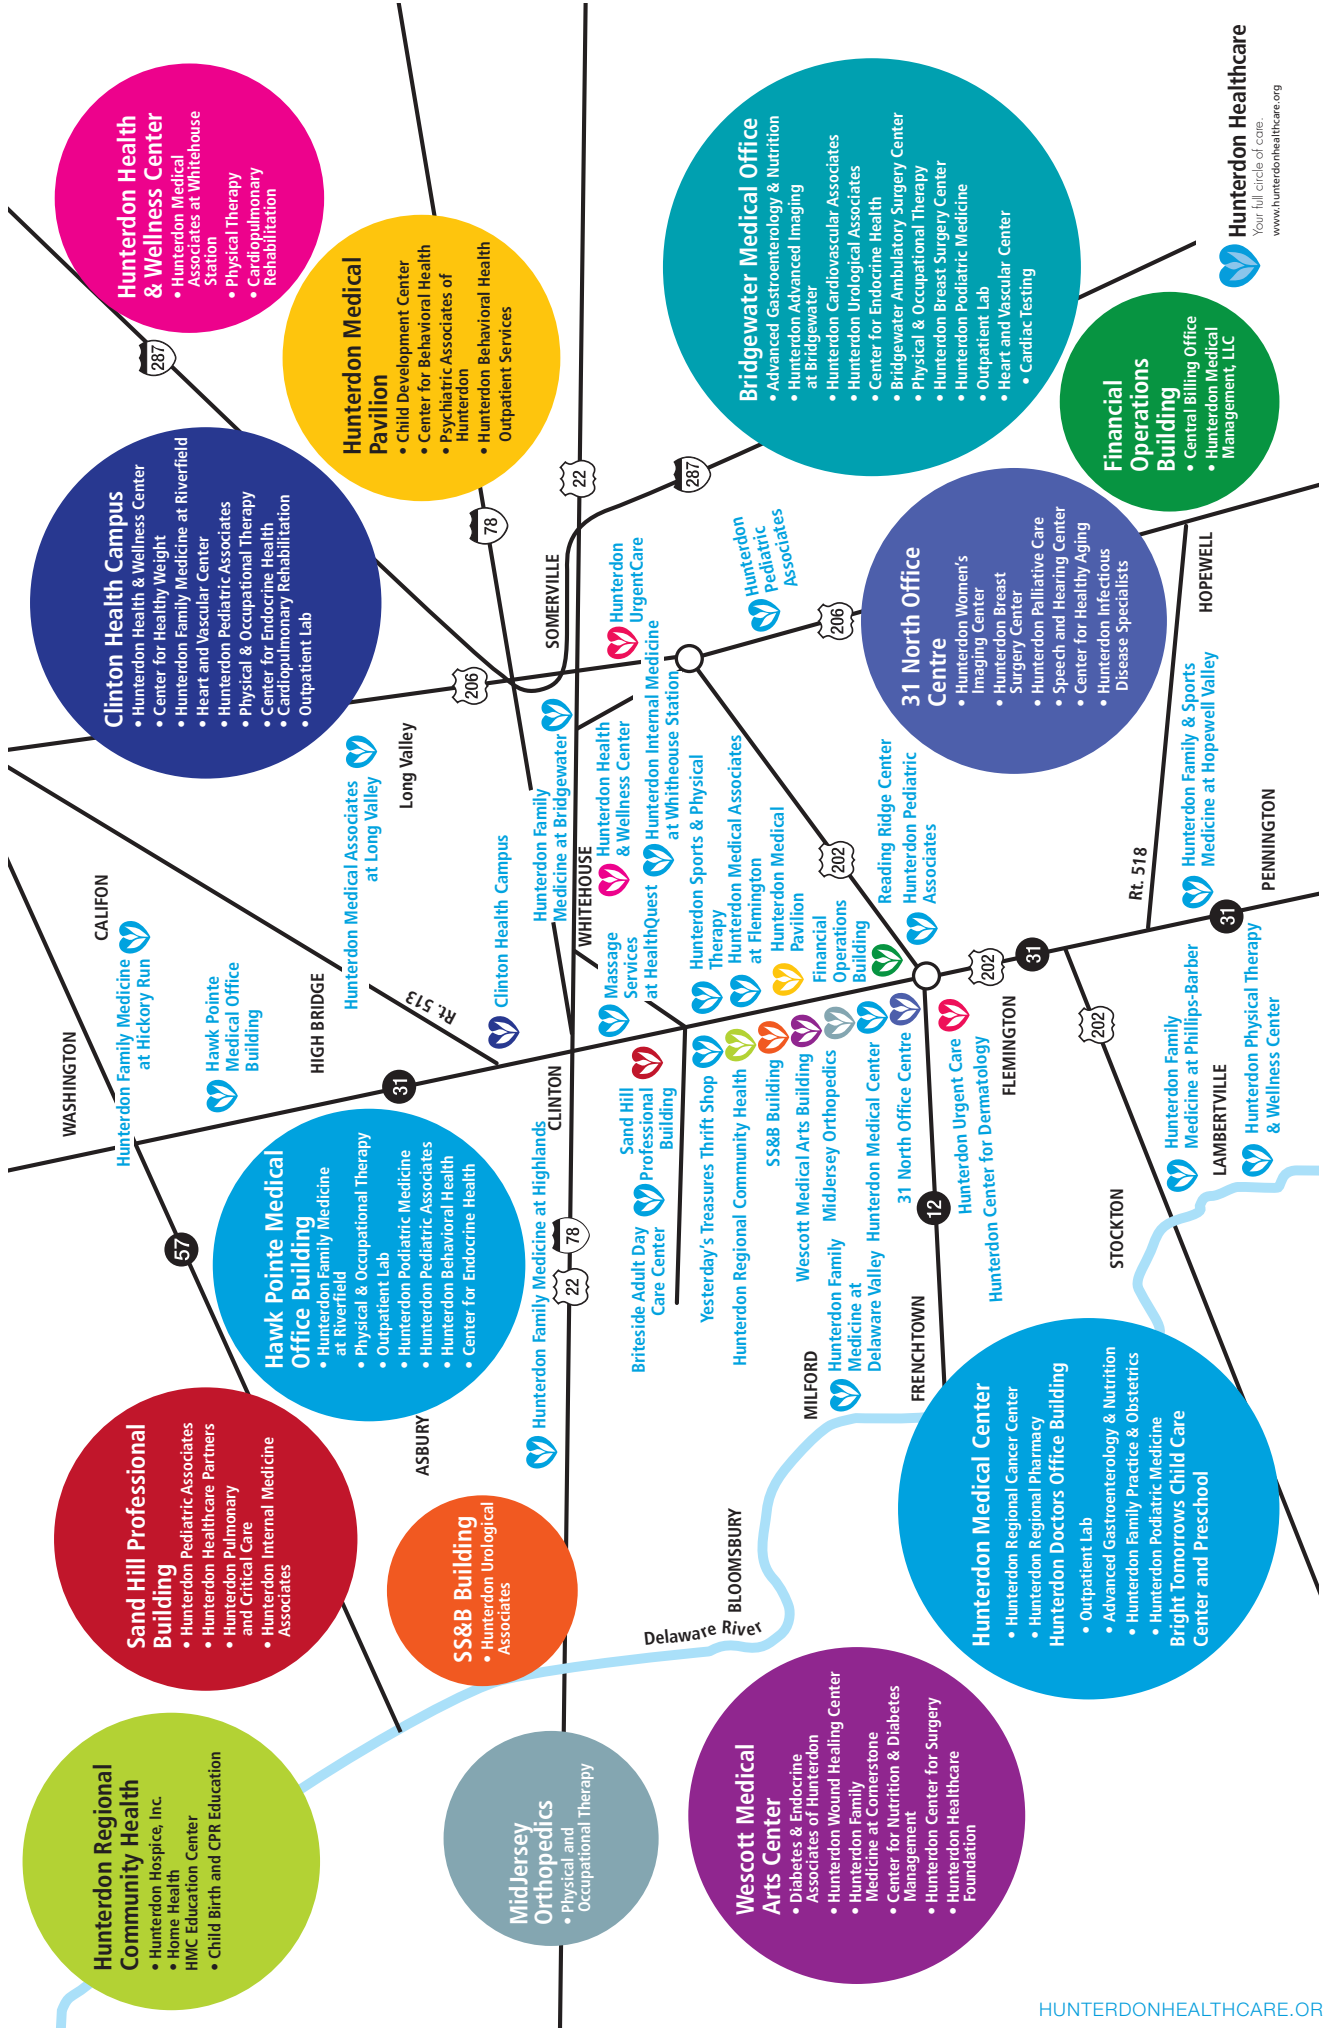 Hunterdon Regional
Community Health
• Hunterdon Hospice, Inc.
• Home Health
HMC Education Center
• Child Birth and CPR Education
Sand Hill Professional
Building
• Hunterdon Pediatric Associates
• Hunterdon Healthcare Partners
• Hunterdon Pulmonary
and Critical Care
• Hunterdon Internal Medicine
Associates
Hawk Pointe Medical
Office Building
• Hunterdon Family Medicine
at Riverfield
• Physical & Occupational Therapy
• Outpatient Lab
• Hunterdon Podiatric Medicine
• Hunterdon Pediatric Associates
• Hunterdon Behavioral Health
• Center for Endocrine Health
Clinton Health Campus
• Hunterdon Health & Wellness Center
• Center for Healthy Weight
• Hunterdon Family Medicine at Riverfield
• Heart and Vascular Center
• Hunterdon Pediatric Associates
• Physical & Occupational Therapy
• Center for Endocrine Health
• Cardiopulmonary Rehabilitation
• Outpatient Lab
Hunterdon Health
& Wellness Center
• Hunterdon Medical
Associates at Whitehouse
Station
• Physical Therapy
• Cardiopulmonary
Rehabilitation
Hunterdon Medical
Pavilion
• Child Development Center
• Center for Behavioral Health
• Psychiatric Associates of
Hunterdon
• Hunterdon Behavioral Health
Outpatient Services
SS&B Building
• Hunterdon Urological
Associates
MidJersey
Orthopedics
• Physical and
Occupational Therapy
Wescott Medical
Arts Center
• Diabetes & Endocrine
Associates of Hunterdon
• Hunterdon Wound Healing Center
• Hunterdon Family
Medicine at Cornerstone
• Center for Nutrition & Diabetes
Management
• Hunterdon Center for Surgery
• Hunterdon Healthcare
Foundation
Hunterdon Medical Center
• Hunterdon Regional Cancer Center
• Hunterdon Regional Pharmacy
Hunterdon Doctors Office Building
• Outpatient Lab
• Advanced Gastroenterology & Nutrition
• Hunterdon Family Practice & Obstetrics
• Hunterdon Podiatric Medicine
Bright Tomorrows Child Care
Center and Preschool
31 North Office
Centre
• Hunterdon Women's
Imaging Center
• Hunterdon Breast
Surgery Center
• Hunterdon Palliative Care
• Speech and Hearing Center
• Center for Healthy Aging
• Hunterdon Infectious
Disease Specialists
Bridgewater Medical Office
• Advanced Gastroenterology & Nutrition
• Hunterdon Advanced Imaging
at Bridgewater
• Hunterdon Cardiovascular Associates
• Hunterdon Urological Associates
• Center for Endocrine Health
• Bridgewater Ambulatory Surgery Center
• Physical & Occupational Therapy
• Hunterdon Breast Surgery Center
• Hunterdon Podiatric Medicine
• Outpatient Lab
• Heart and Vascular Center
• Cardiac Testing
Financial
Operations
Building
• Central Billing Office
• Hunterdon Medical
Management, LLC
Hunterdon Healthcare
Your full circle of care.
www.hunterdonhealthcare.org
WASHINGTON
CALIFON
Hunterdon Family Medicine
at Hickory Run
Hawk Pointe
Medical Office
Building
57
HIGH BRIDGE
Hunterdon Medical Associates
at Long Valley
Long Valley
Rt. 513
31
287
ASBURY
206
78
Clinton Health Campus
Hunterdon Family Medicine at Highlands
CLINTON
22
78
Hunterdon Family
Medicine at Bridgewater
SOMERVILLE
22
WHITEHOUSE
Massage
Services
at HealthQuest
Hunterdon Health
& Wellness Center
Hunterdon
UrgentCare
Hunterdon Internal Medicine
at Whitheouse Station
Sand Hill
Professional
Building
Briteside Adult Day
Care Center
287
Hunterdon Sports & Physical
Therapy
Hunterdon Medical Associates
at Flemington
Hunterdon Medical
Pavilion
Financial
Operations
Building
Hunterdon
Pediatric
Associates
206
Yesterday's Treasures Thrift Shop
Hunterdon Regional Community Health
SS&B Building
Wescott Medical Arts Building
MidJersey Orthopedics
Hunterdon Medical Center
31 North Office Centre
BLOOMSBURY
Delaware River
MILFORD
Hunterdon Family
Medicine at
Delaware Valley
202
Reading Ridge Center
Hunterdon Pediatric
Associates
FRENCHTOWN
12
Hunterdon Urgent Care
Hunterdon Center for Dermatology
FLEMINGTON
202
31
202
STOCKTON
Rt. 518
HOPEWELL
Hunterdon Family & Sports
Medicine at Hopewell Valley
31
PENNINGTON
Hunterdon Family
Medicine at Phillips-Barber
LAMBERTVILLE
Hunterdon Physical Therapy
& Wellness Center
HUNTERDONHEALTHCARE.OR